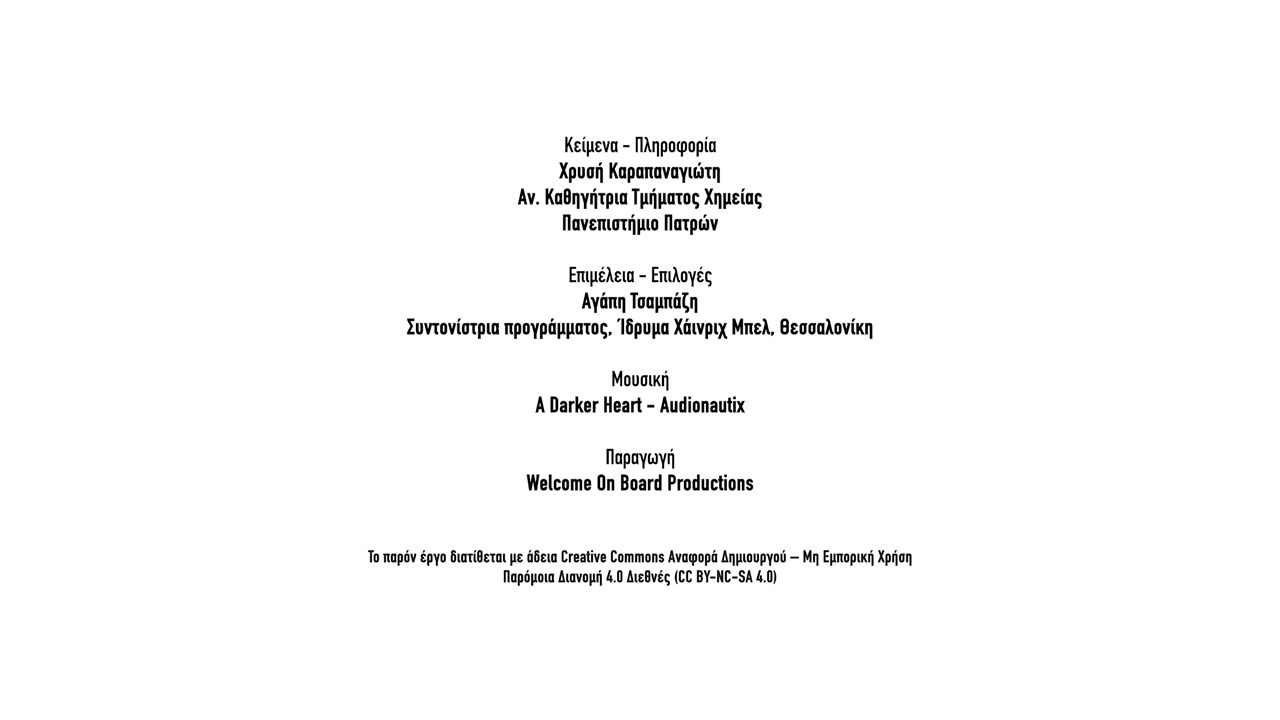 Κείμενα - Πληροφορία
Χρυσή Καραπαναγιώτη
Αν. Καθηγήτρια Τμήματος Χημείας
Πανεπιστήμιο Πατρών
Επιμέλεια - Επιλογές
Αγάπη Τσαμπάζη
Συντονίστρια προγράμματος, Ίδρυμα Χάινριχ Μπελ, Θεσσαλονίκη
Μουσική
A Darker Heart - Audionautix
Παραγωγή
Welcome On Board Productions
Το παρόν έργο διατίθεται με άδεια Creative Commons Αναφορά Δημιουργού – Μη Εμπορική Χρήση
Παρόμοια Διανομή 4.0 Διεθνές (CC BY-NC-SA 4.0)